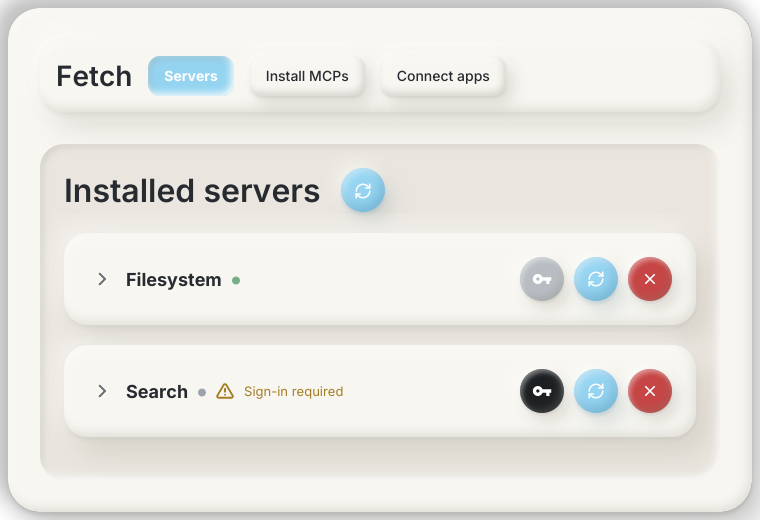 Fetch Servers Install MCPs Connect apps
Installed servers
Filesystem
Search Sign-in required